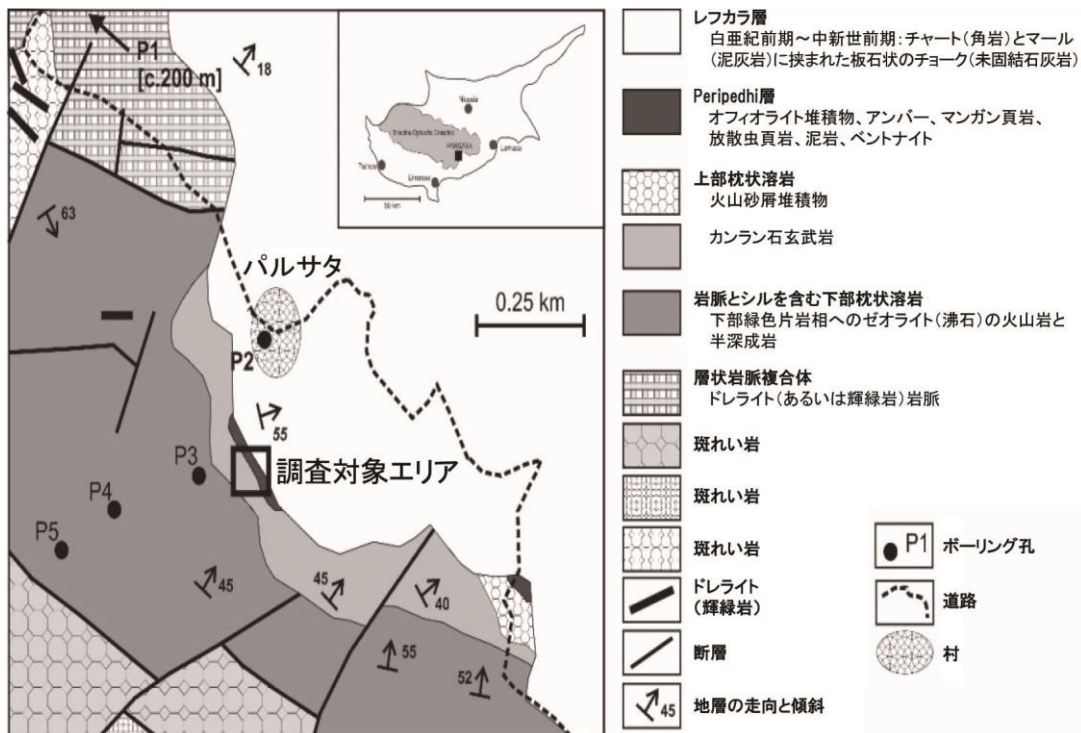 P1
[c.200 m]
18
63
パルサタ
P2
0.25 km
55
P3
調査対象エリア
P4
P5
45
45
40
55
52
Nicosia
Larnaca
Limassol
50 km
レフカラ層
白亜紀前期～中新世前期:チャート(角岩)とマール
(泥灰岩)に挟まれた板石状のチョーク(未固結石灰岩)
Peripedhi層
オフィオライト堆積物、アンバー、マンガン頁岩、
放散虫頁岩、泥岩、ベントナイト
上部枕状溶岩
火山砂屑堆積物
カンラン石玄武岩
岩脈とシルを含む下部枕状溶岩
下部緑色片岩相へのゼオライト(沸石)の火山岩と
半深成岩
層状岩脈複合体
ドレライト(あるいは輝緑岩)岩脈
斑れい岩
斑れい岩
斑れい岩
ドレライト
(輝緑岩)
断層
45
地層の走向と傾斜
P1
ボーリング孔
道路
村